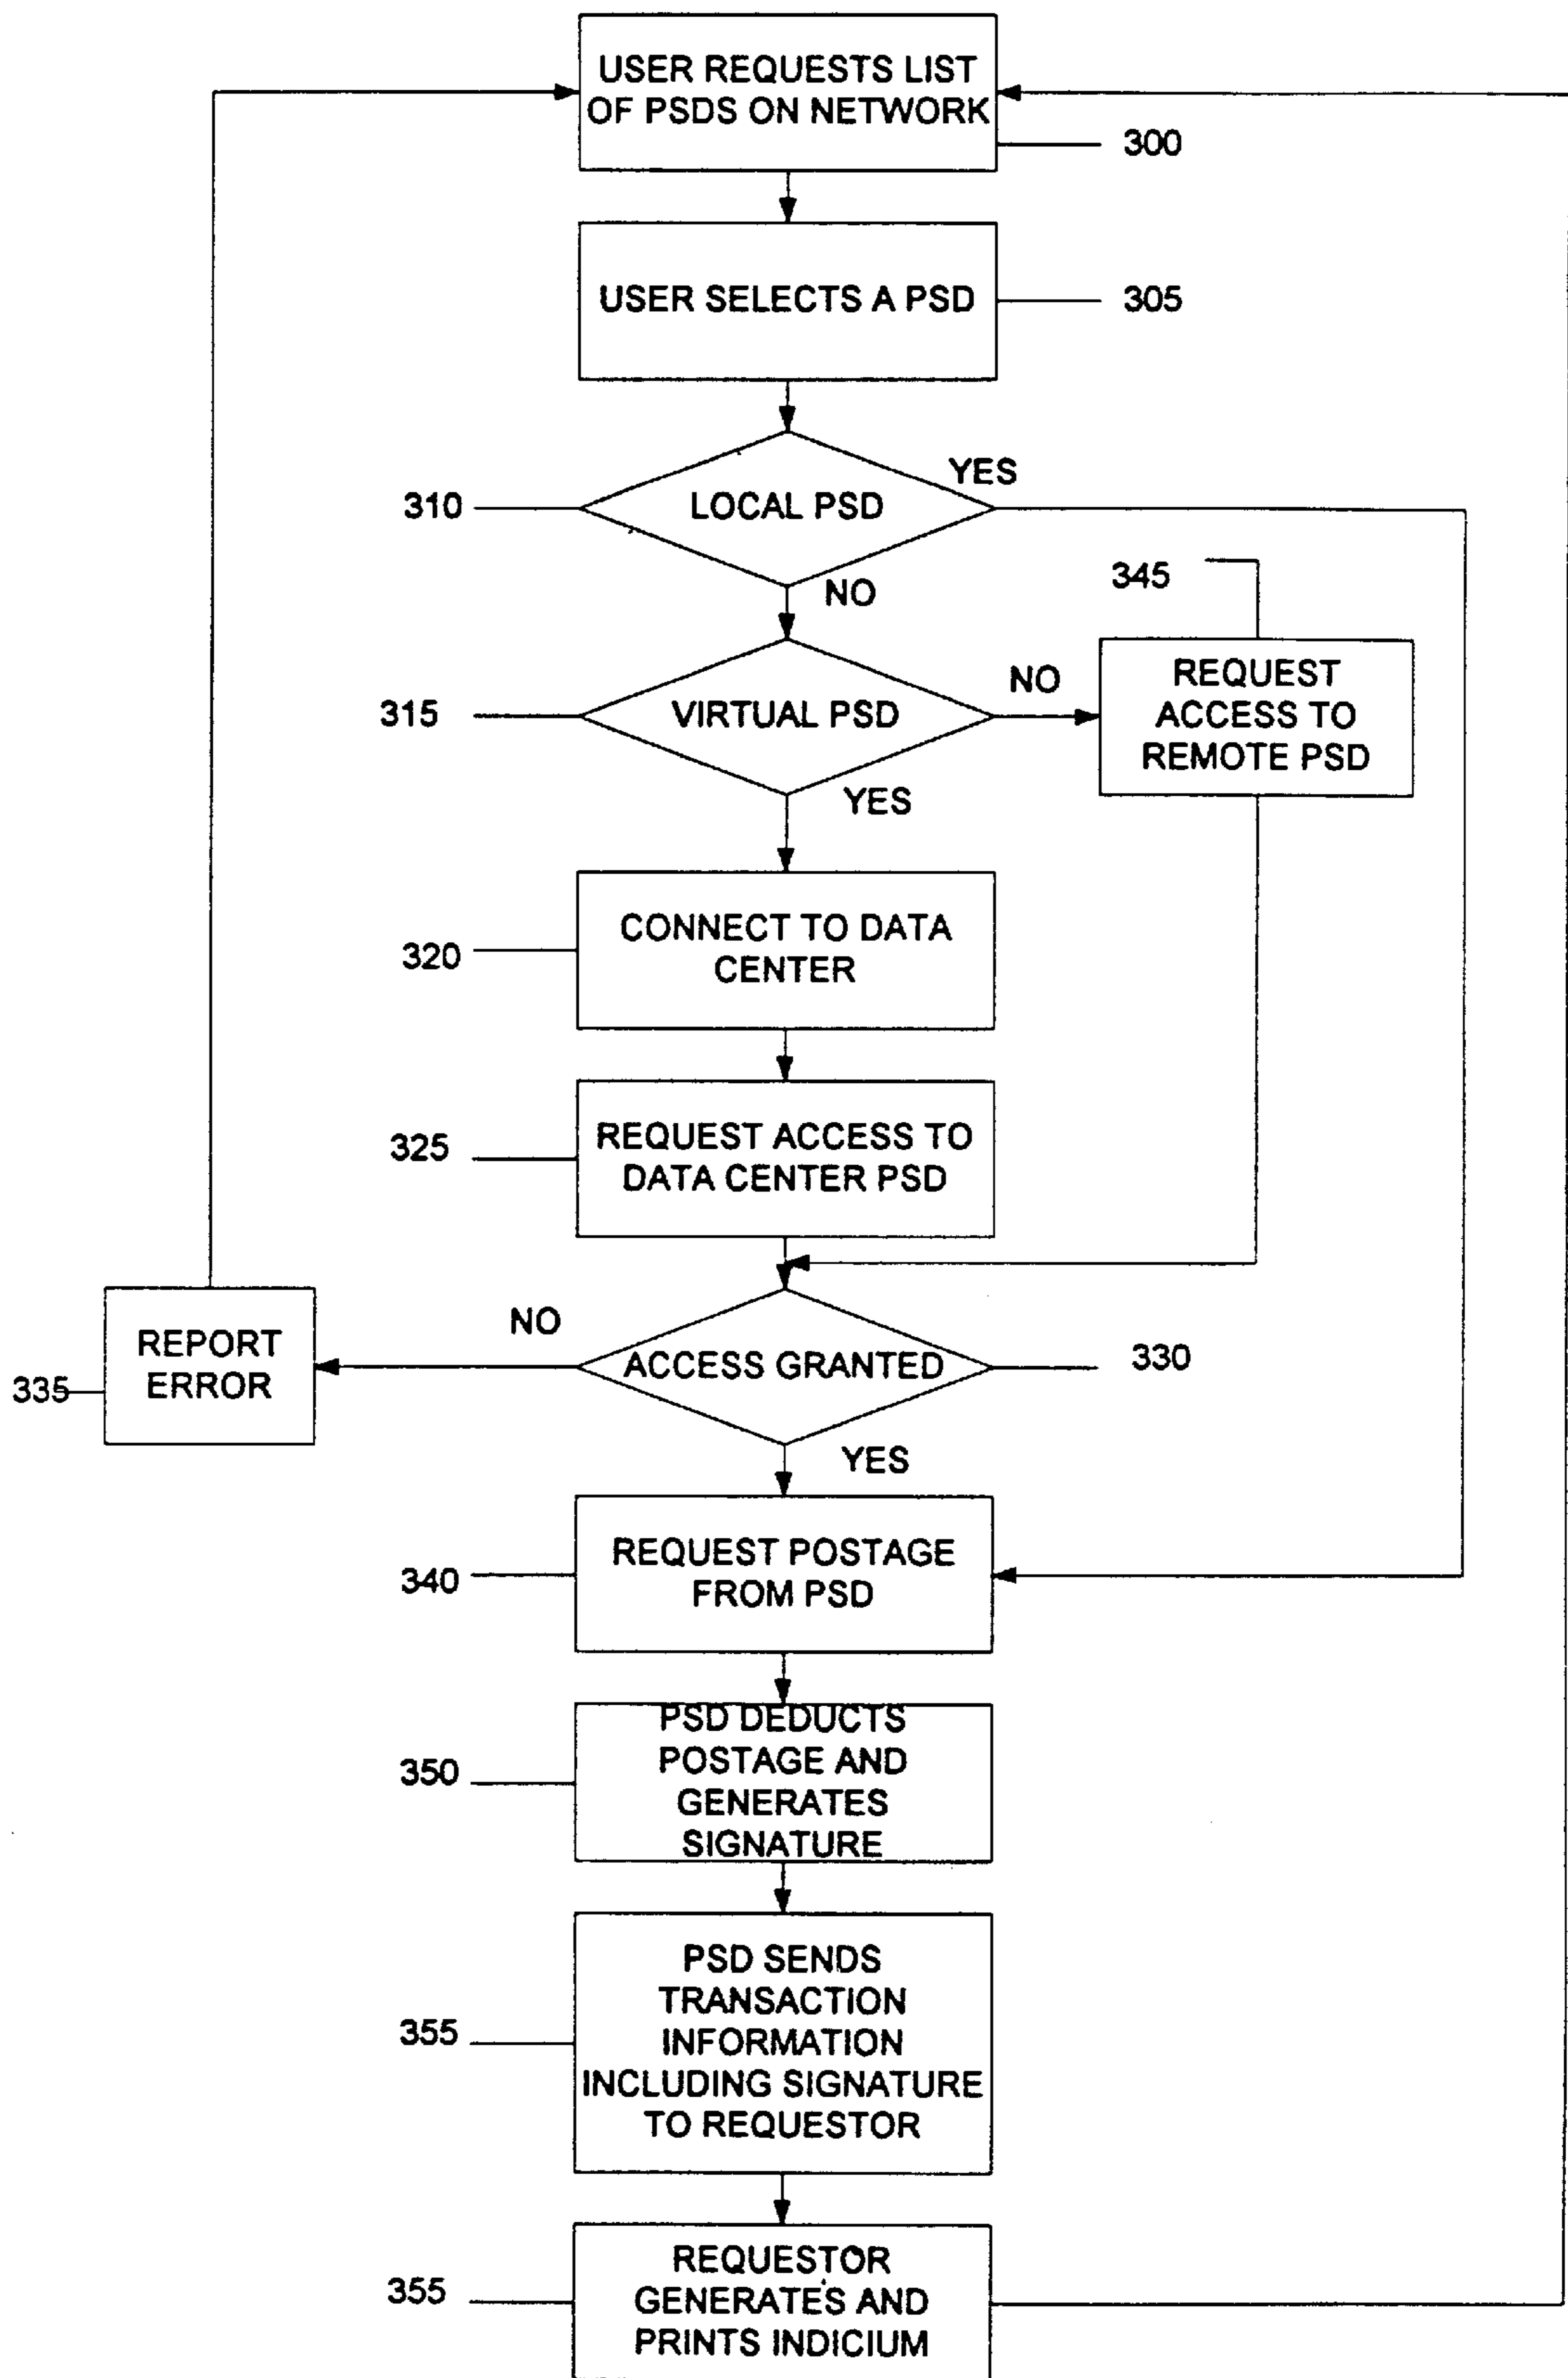 USER REQUESTS LIST
OF PSDS ON NETWORK
300
USER SELECTS A PSD
305
YES
310
LOCAL PSD
NO
345
315
VIRTUAL PSD
NO
REQUEST
ACCESS TO
REMOTE PSD
YES
320
CONNECT TO DATA
CENTER
325
REQUEST ACCESS TO
DATA CENTER PSD
NO
335
REPORT
ERROR
ACCESS GRANTED
330
YES
340
REQUEST POSTAGE
FROM PSD
350
PSD DEDUCTS
POSTAGE AND
GENERATES
SIGNATURE
355
PSD SENDS
TRANSACTION
INFORMATION
INCLUDING SIGNATURE
TO REQUESTOR
355
REQUESTOR
GENERATES AND
PRINTS INDICIUM